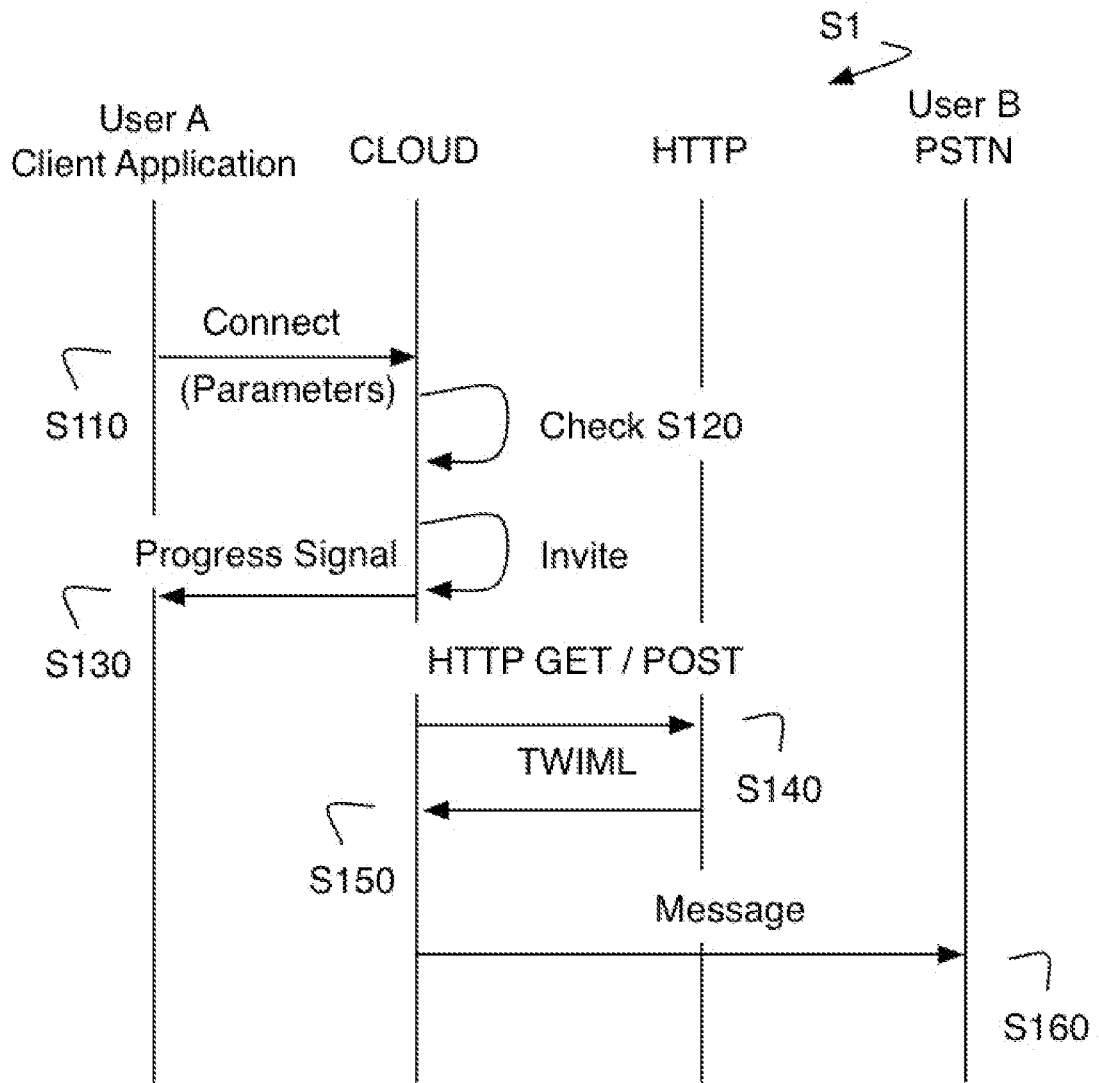 S1
User A
Client Application
CLOUD
HTTP
User B
PSTN
Connect
(Parameters)
S110
Check S120
Progress Signal
Invite
S130
HTTP GET / POST
TWIML
S140
S150
Message
S160